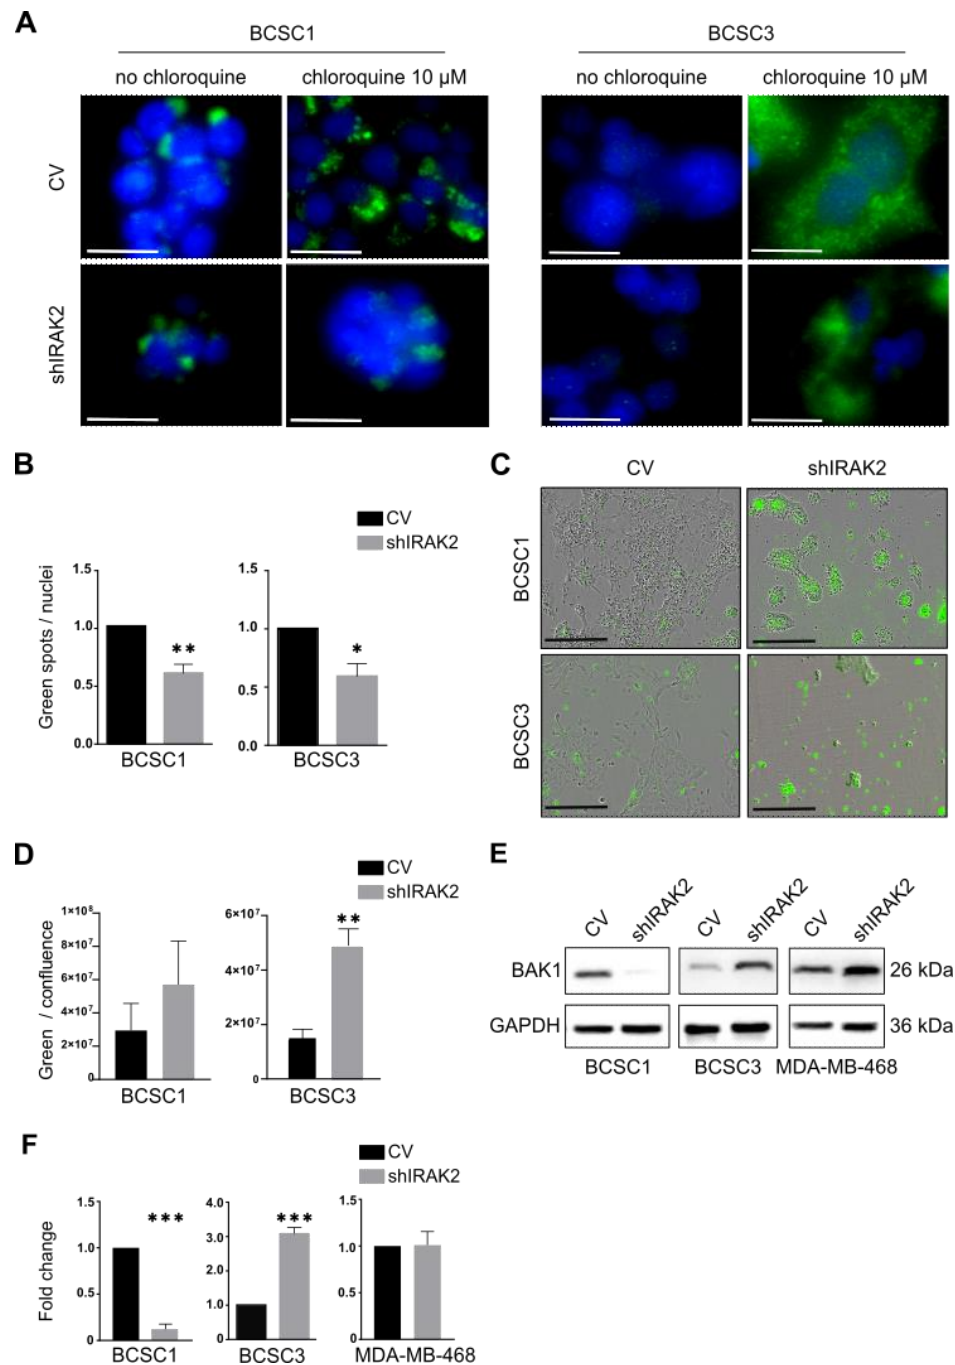 A
BCSC1
BCSC3
no chloroquine
chloroquine 10 µM
no chloroquine
chloroquine 10 µM
CV
shIRAK2
B
CV
shIRAK2
Green spots / nuclei
1.5
1.0
0.5
0.0
**
BCSC1
1.5
1.0
0.5
0.0
*
BCSC3
C
CV
shIRAK2
BCSC1
BCSC3
D
CV
shIRAK2
Green / confluence
1×10⁸
8×10⁷
6×10⁷
4×10⁷
2×10⁷
0
BCSC1
6×10⁷
4×10⁷
2×10⁷
0
**
BCSC3
E
CV
shIRAK2
CV
shIRAK2
CV
shIRAK2
BAK1
26 kDa
GAPDH
36 kDa
BCSC1
BCSC3
MDA-MB-468
F
CV
shIRAK2
Fold change
1.5
1.0
0.5
0
***
BCSC1
4.0
3.0
2.0
1.0
0
***
BCSC3
1.5
1.0
0.5
0
MDA-MB-468